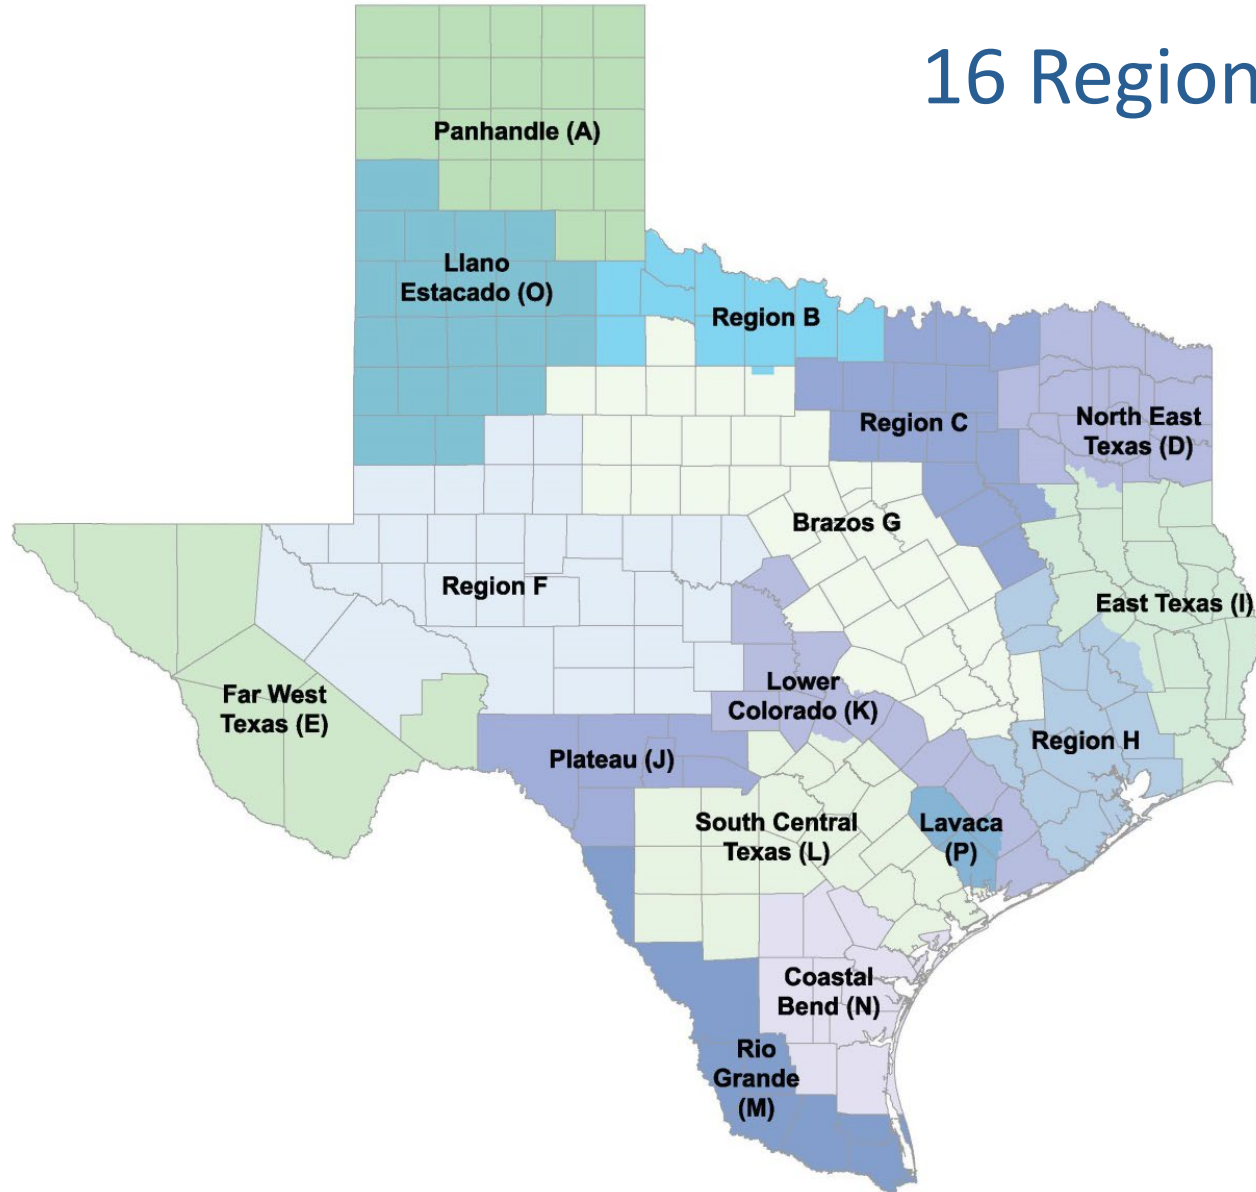 16 Region
Panhandle (A)
Llano
Estacado (O)
Region B
Region C
North East
Texas (D)
Brazos G
Region F
East Texas (I)
Far West
Texas (E)
Lower
Colorado (K)
Region H
Plateau (J)
South Central
Texas (L)
Lavaca
(P)
Coastal
Bend (N)
Rio
Grande
(M)